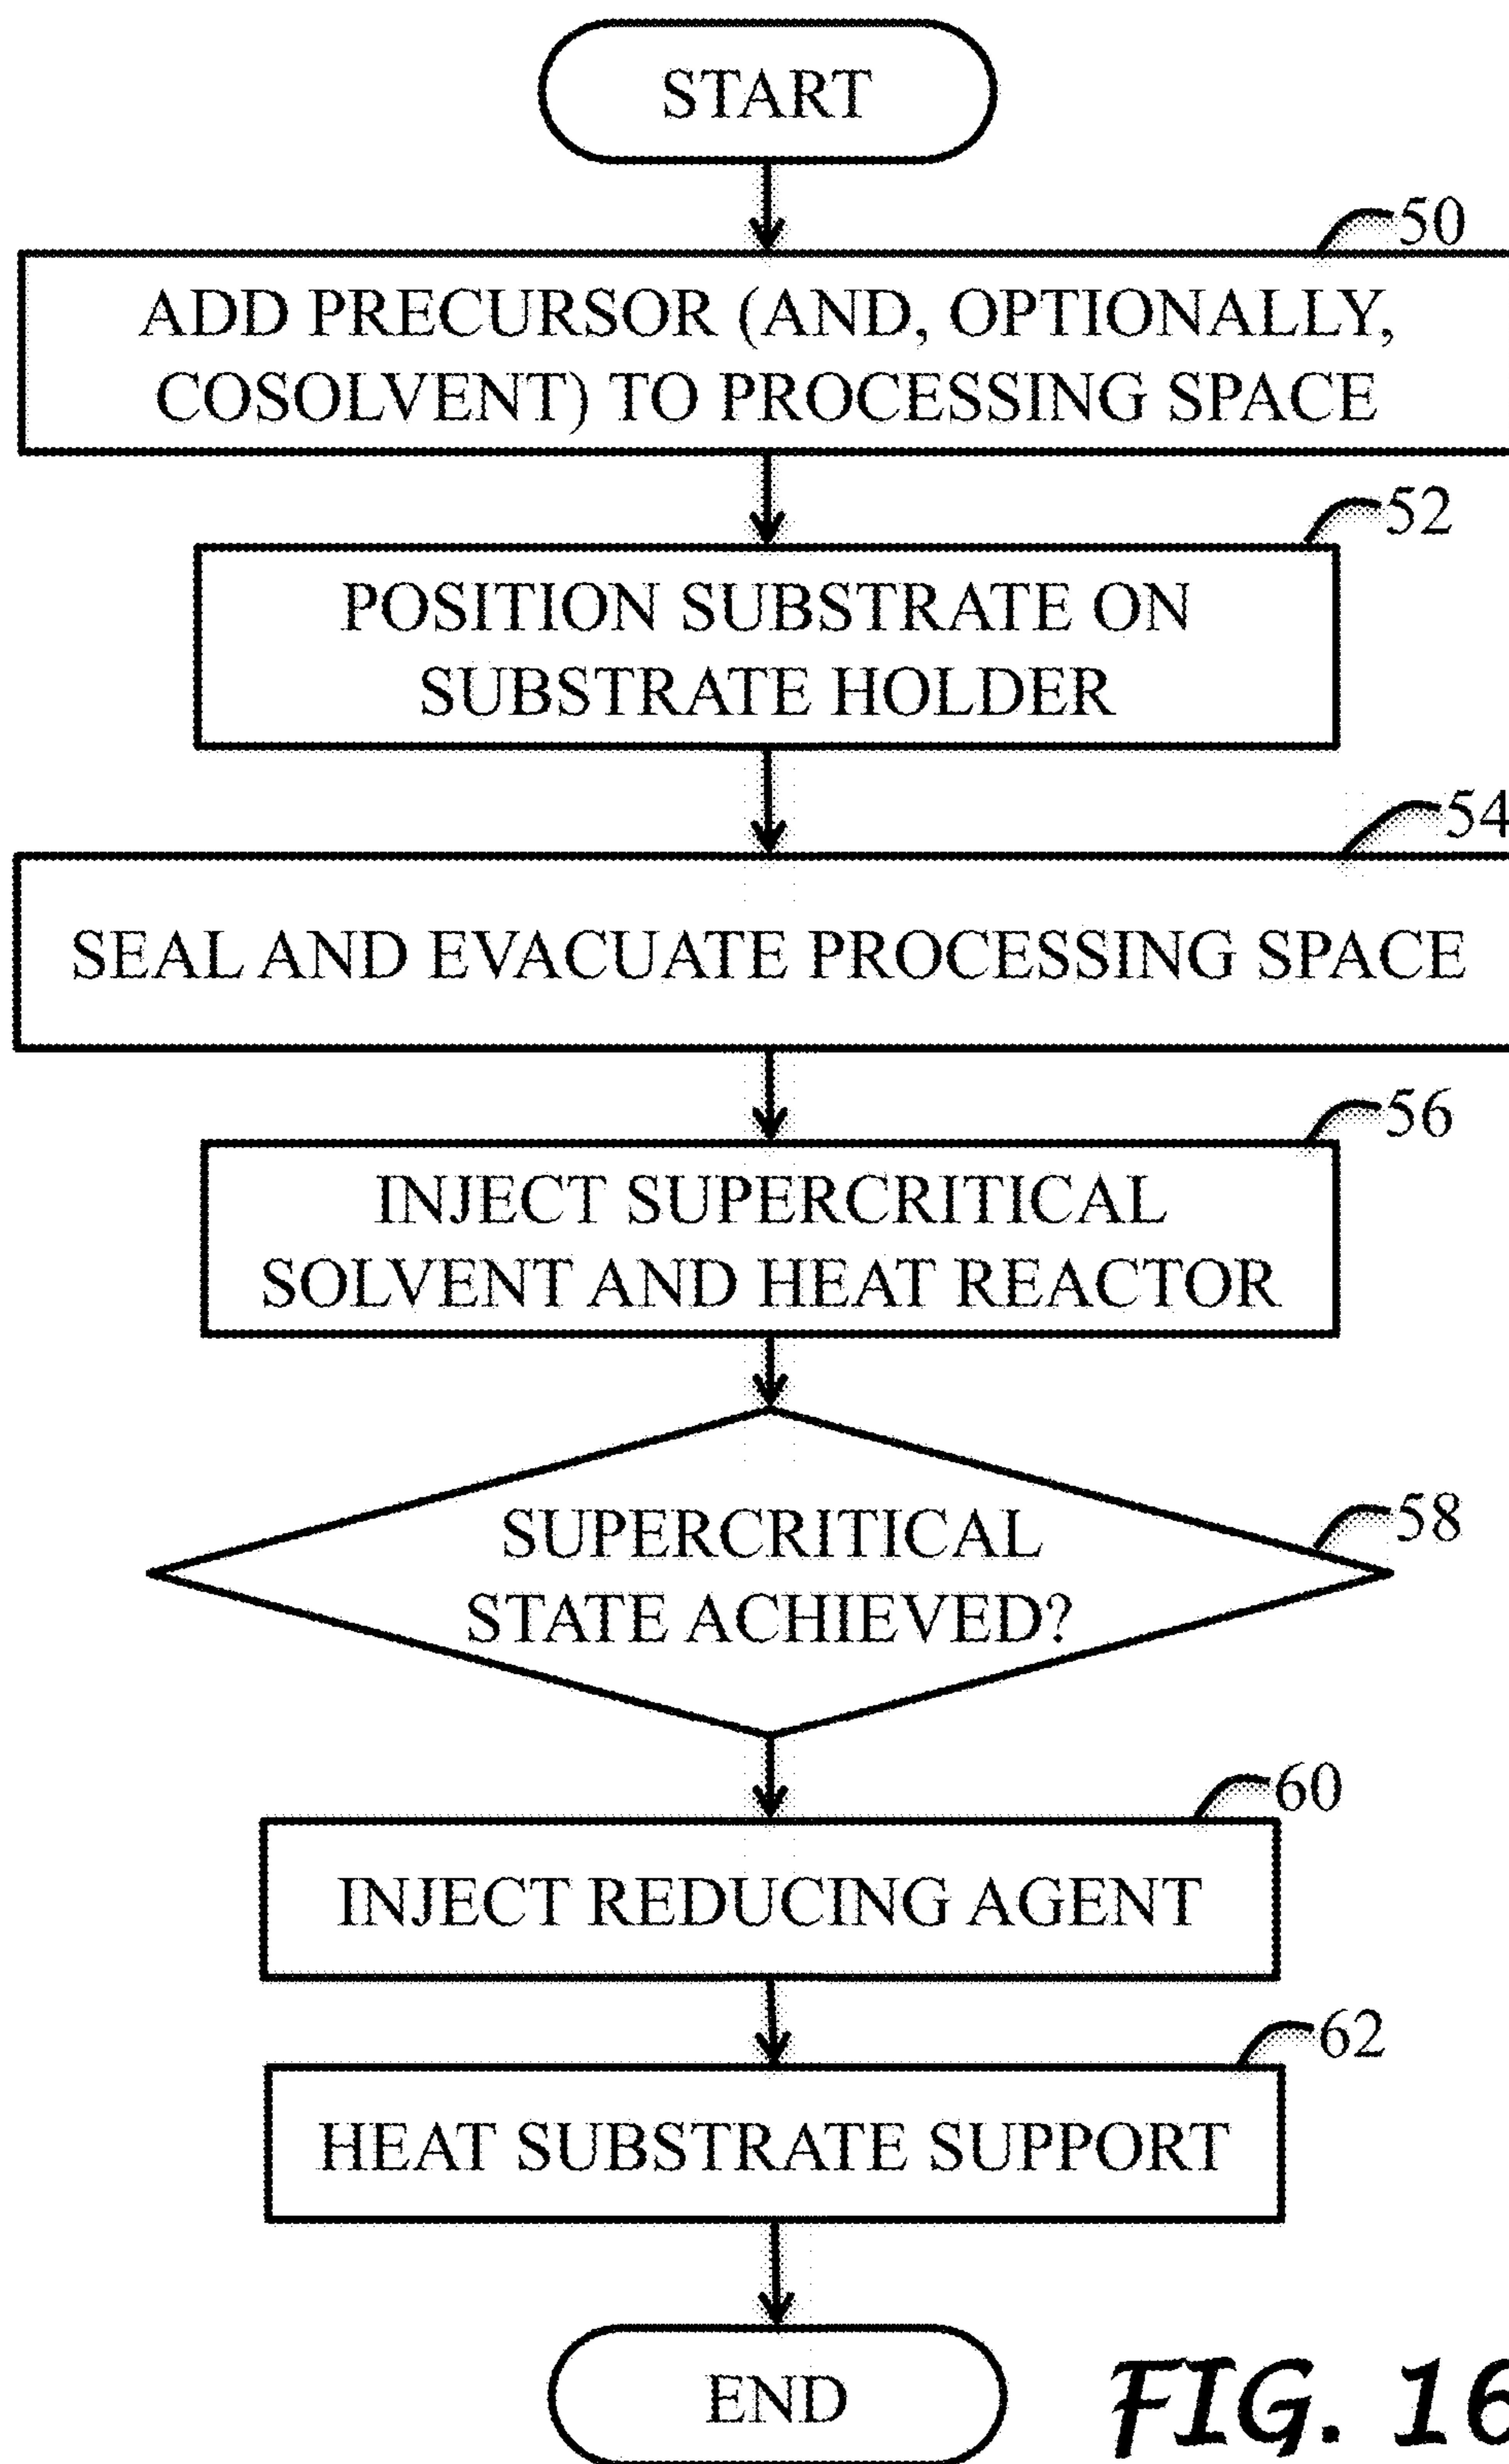 START
50
ADD PRECURSOR (AND, OPTIONALLY,
COSOLVENT) TO PROCESSING SPACE
52
POSITION SUBSTRATE ON
SUBSTRATE HOLDER
54
SEAL AND EVACUATE PROCESSING SPACE
56
INJECT SUPERCRITICAL
SOLVENT AND HEAT REACTOR
58
SUPERCRITICAL
STATE ACHIEVED?
60
INJECT REDUCING AGENT
62
HEAT SUBSTRATE SUPPORT
END
FIG. 16